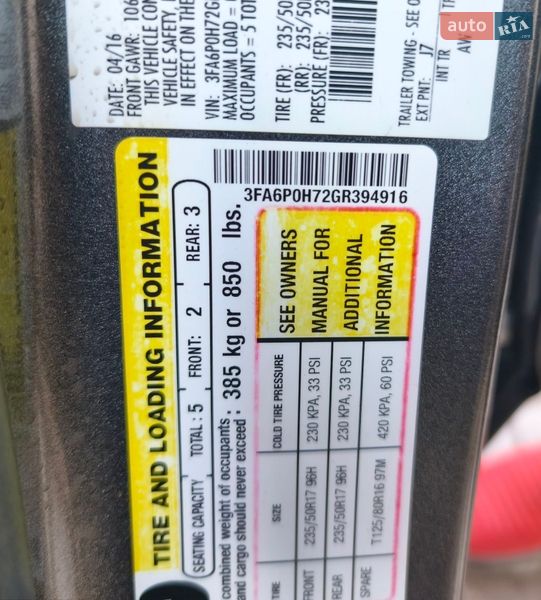 auto RIA.com
DATE: 04/16
FRONT GAWR: 106
THIS VEHICLE CON
VEHICLE SAFETY,
IN EFFECT ON THE
VIN: 3FA6P0H72G
MAXIMUM LOAD =
OCCUPANTS = 5 TOT
TIRE (FR): 235/50
(RR): 235/50
PRESSURE (FR): 23
TRAILER TOWING - SEE O
EXT PNT: J7
INT TR
AW
3FA6P0H72GR394916
TIRE AND LOADING INFORMATION
SEATING CAPACITY TOTAL : 5 FRONT: 2 REAR: 3
combined weight of occupants
and cargo should never exceed : 385 kg or 850 lbs.
TIRE SIZE COLD TIRE PRESSURE
FRONT 235/50R17 96H 230 KPA, 33 PSI
REAR 235/50R17 96H 230 KPA, 33 PSI
SPARE T125/80R16 97M 420 KPA, 60 PSI
SEE OWNERS
MANUAL FOR
ADDITIONAL
INFORMATION